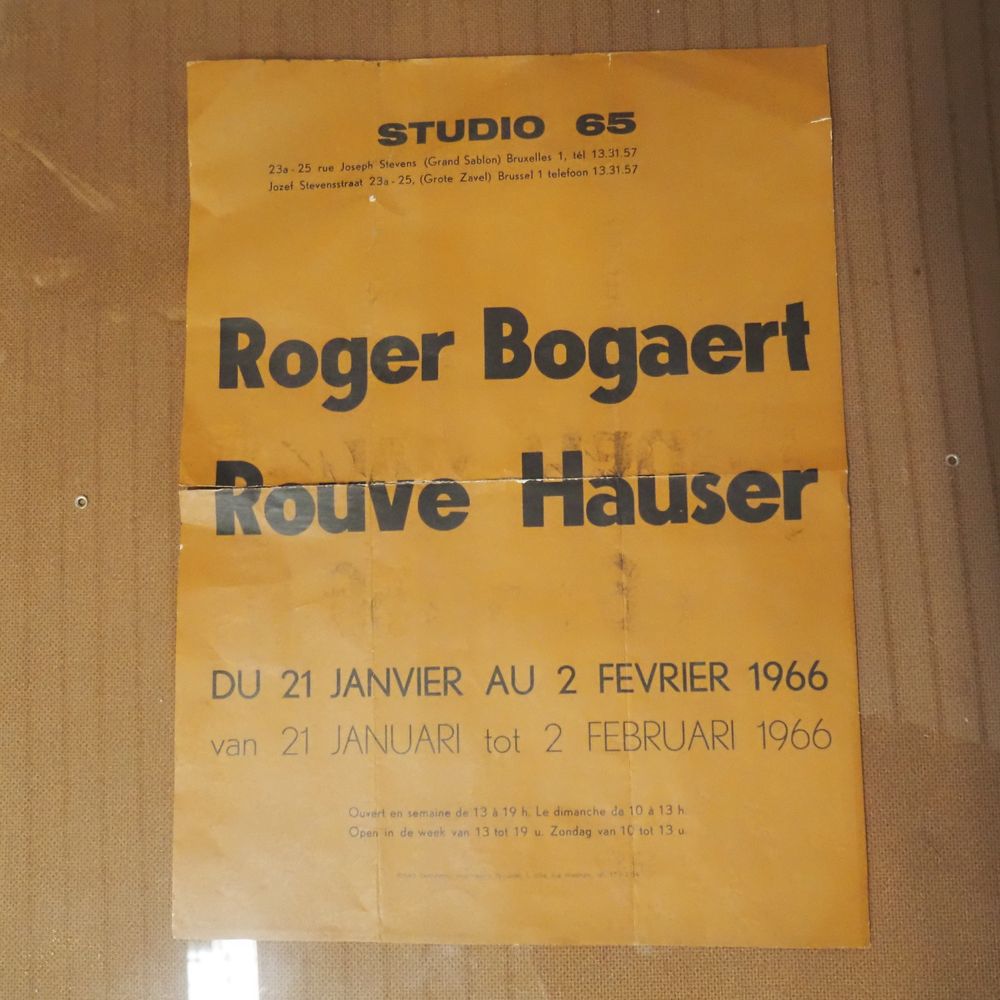 STUDIO 65
23a - 25 rue Joseph Stevens (Grand Sablon) Bruxelles 1, tél 13.31.57
Jozef Stevensstraat 23a - 25, (Grote Zavel) Brussel 1 telefoon 13.31.57
Roger Bogaert
Rouve Hauser
DU 21 JANVIER AU 2 FEVRIER 1966
van 21 JANUARI tot 2 FEBRUARI 1966
Ouvert en semaine de 13 à 19 h. Le dimanche de 10 à 13 h.
Open in de week van 13 tot 19 u. Zondag van 10 tot 13 u.